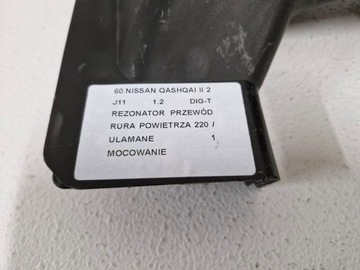 60.NISSAN QASHQAI II 2
J11 1.2 DIG-T
REZONATOR PRZEWÓD
RURA POWIETRZA 220 /
ULAMANE 1
MOCOWANIE